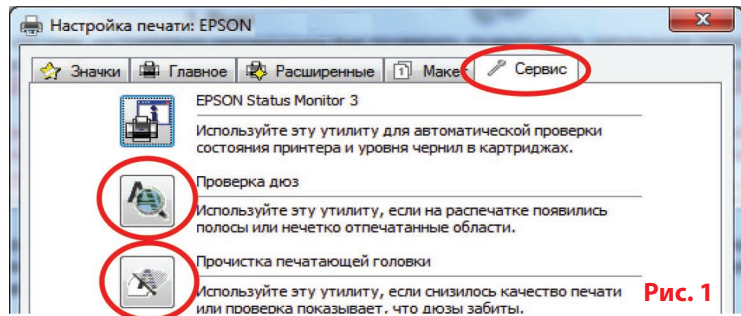 Настройка печати: EPSON
Значки Главное Расширенные 1 Макет Сервис
EPSON Status Monitor 3
Используйте эту утилиту для автоматической проверки
состояния принтера и уровня чернил в картриджах.
Проверка дюз
Используйте эту утилиту, если на распечатке появились
полосы или нечетко отпечатанные области.
Прочистка печатающей головки
Используйте эту утилиту, если снизилось качество печати
или проверка показывает, что дюзы забиты.
Рис. 1